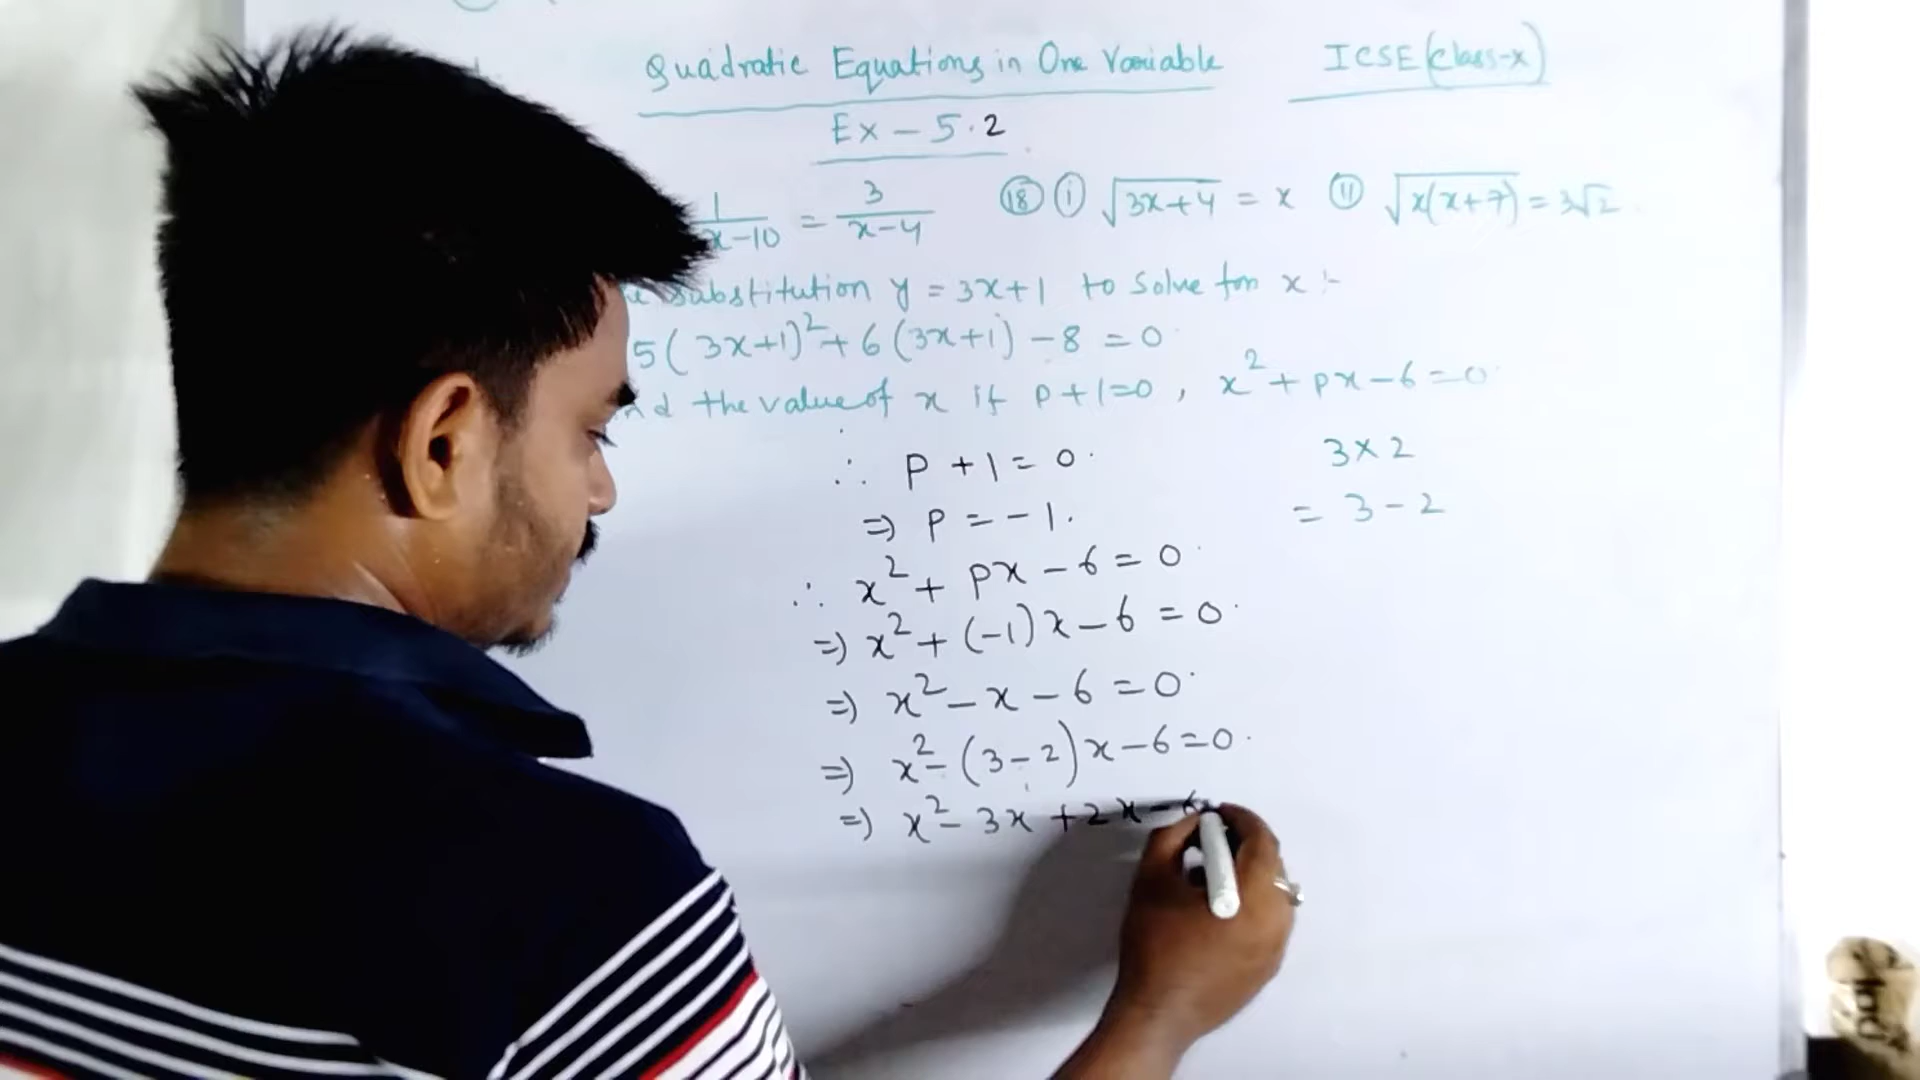 Quadratic Equations in One Variable ICSE (Class-X)
Ex - 5.2
1/(x-10) = 3/(x-4) (18) (i) √(3x+4) = x (ii) √(x(x+7)) = 3√2
substitution y = 3x+1 to solve for x :-
5(3x+1)² + 6(3x+1) - 8 = 0
the value of x if p+1=0, x² + px - 6 = 0
∴ p + 1 = 0. 3×2
⇒ p = -1. = 3 - 2
∴ x² + px - 6 = 0
⇒ x² + (-1)x - 6 = 0.
⇒ x² - x - 6 = 0.
⇒ x² - (3-2)x - 6 = 0.
⇒ x² - 3x + 2x - 6